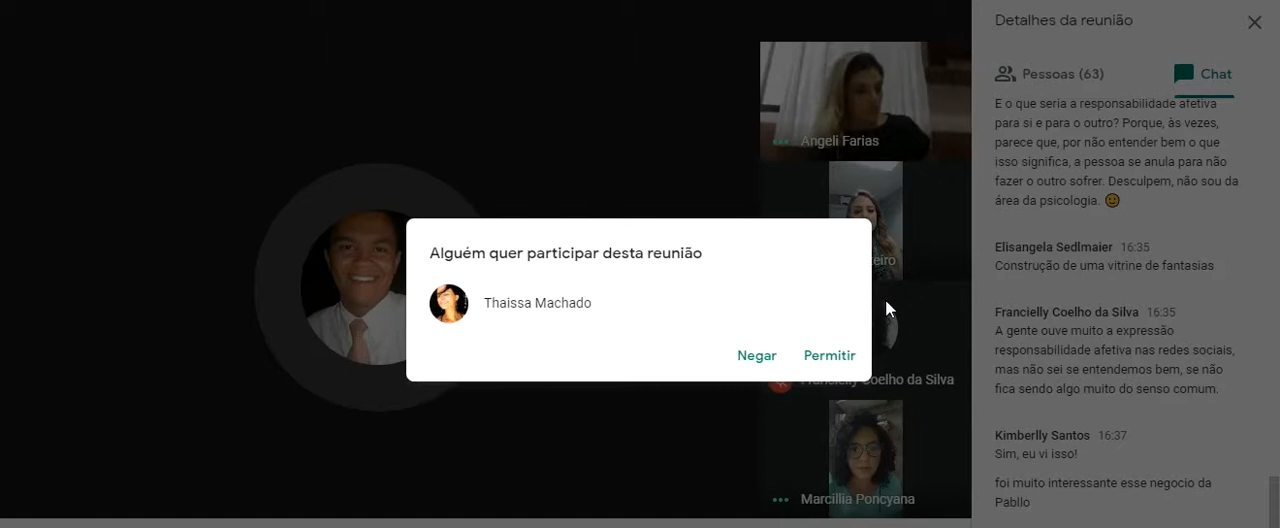 Detalhes da reunião
Pessoas (63)
Chat
E o que seria a responsabilidade afetiva
para si e para o outro? Porque, às vezes,
parece que, por não entender bem o que
isso significa, a pessoa se anula para não
fazer o outro sofrer. Desculpem, não sou da
área da psicologia. 🙂
Elisangela Sedlmaier 16:35
Construção de uma vitrine de fantasias
Francielly Coelho da Silva 16:35
A gente ouve muito a expressão
responsabilidade afetiva nas redes sociais,
mas não sei se entendemos bem, se não
fica sendo algo muito do senso comum.
Kimberlly Santos 16:37
Sim, eu vi isso!
foi muito interessante esse negocio da
Pabllo
Angeli Farias
eiro
Francielly Coelho da Silva
Marcillia Poncyana
Alguém quer participar desta reunião
Thaissa Machado
Negar Permitir